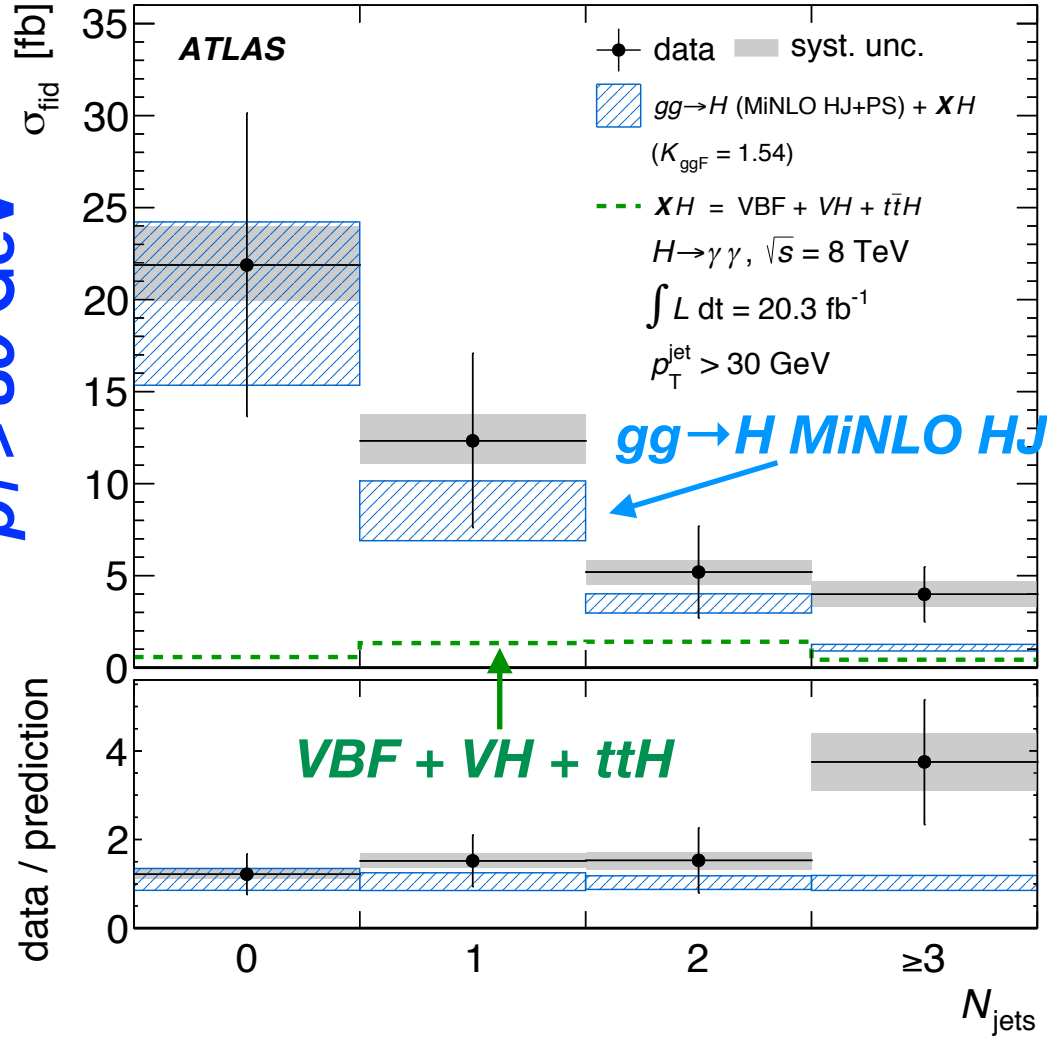 σfid [fb]
35
30
25
20
15
10
5
0
ATLAS
data
syst. unc.
gg→H (MiNLO HJ+PS) + XH
(KggF = 1.54)
XH = VBF + VH + tt̄H
H→γγ, √s = 8 TeV
∫ L dt = 20.3 fb-1
pTjet > 30 GeV
gg→H MiNLO HJ
VBF + VH + ttH
data / prediction
4
2
0
0 1 2 ≥3
Njets